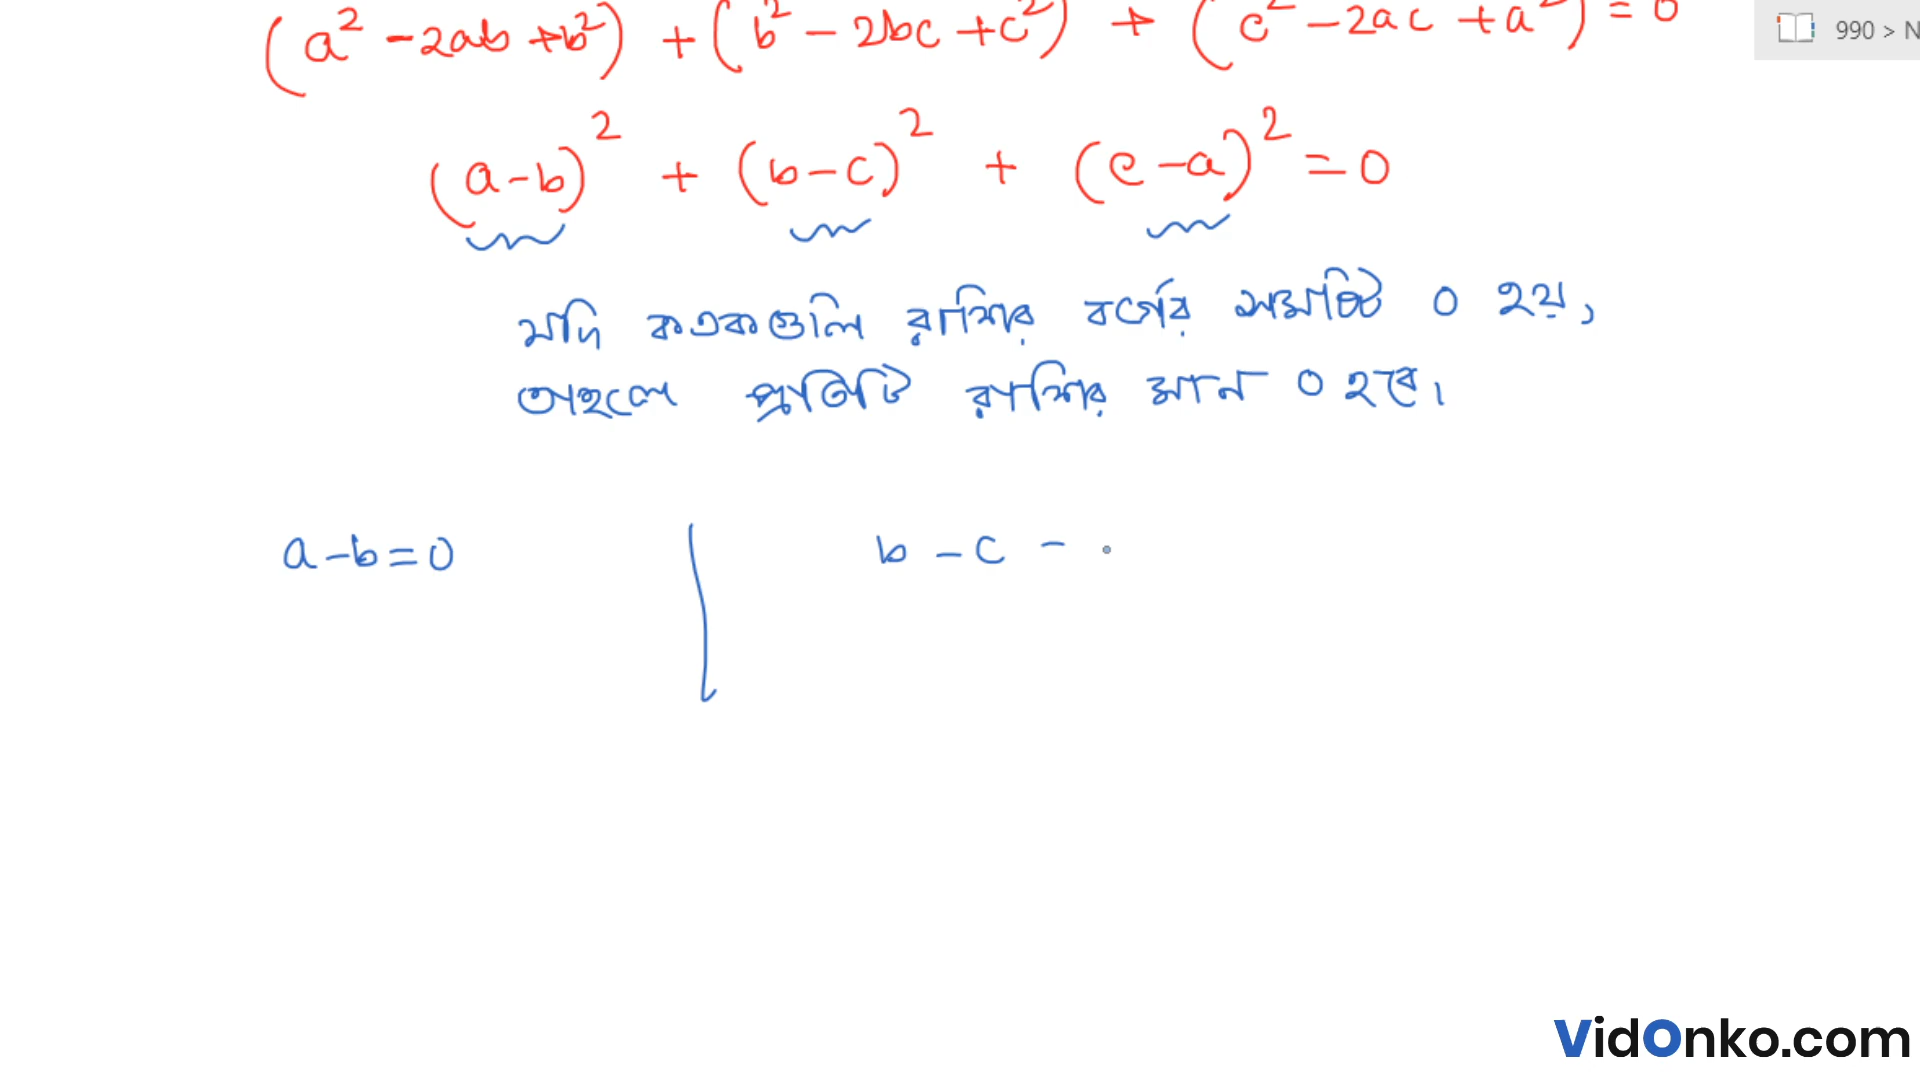 (a² - 2ab + b²) + (b² - 2bc + c²) + (c² - 2ac + a²) = 0
990 > N
(a-b)² + (b-c)² + (c-a)² = 0
যদি কতকগুলি রাশির বর্গের সমষ্টি 0 হয়,
তাহলে প্রতিটি রাশির মান 0 হবে।
a-b=0
b-c-
VidOnko.com